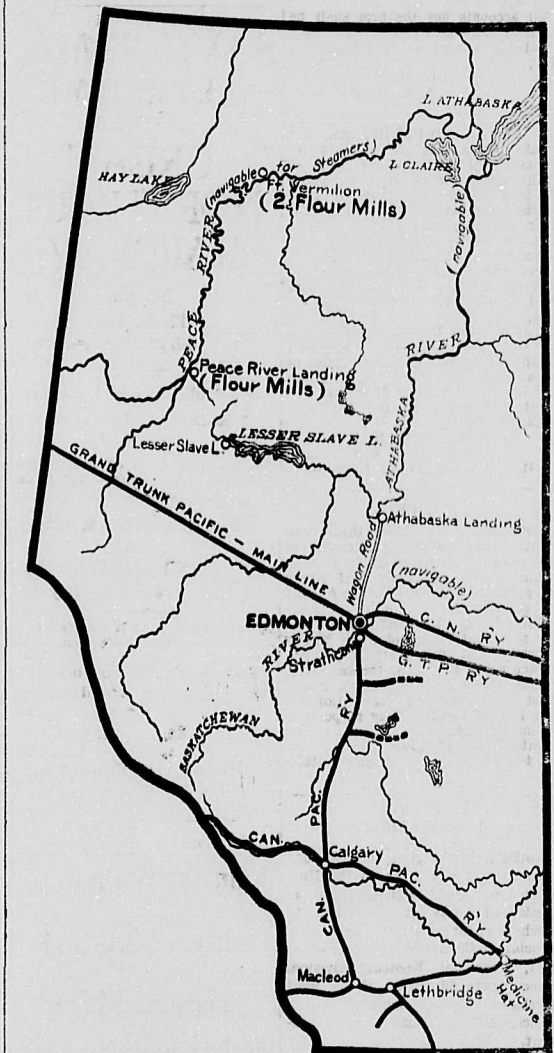 L ATHABASKA
L CLAIRE
HAY LAKE
(navigable for Steamers)
Ft. Vermilion
(2 Flour Mills)
(navigable)
PEACE RIVER
RIVER
ATHABASKA
Peace River Landing
(Flour Mills)
LESSER SLAVE L.
Lesser Slave L.
GRAND TRUNK PACIFIC — MAIN LINE
Athabaska Landing
Wagon Road
(navigable)
EDMONTON
C. N. RY
Strathcona
G. T. P. RY
RIVER
SASKATCHEWAN
CAN. PAC. RY
CAN.
Calgary
PAC.
RY
CAN.
Macleod
Lethbridge
Medicine
Hat